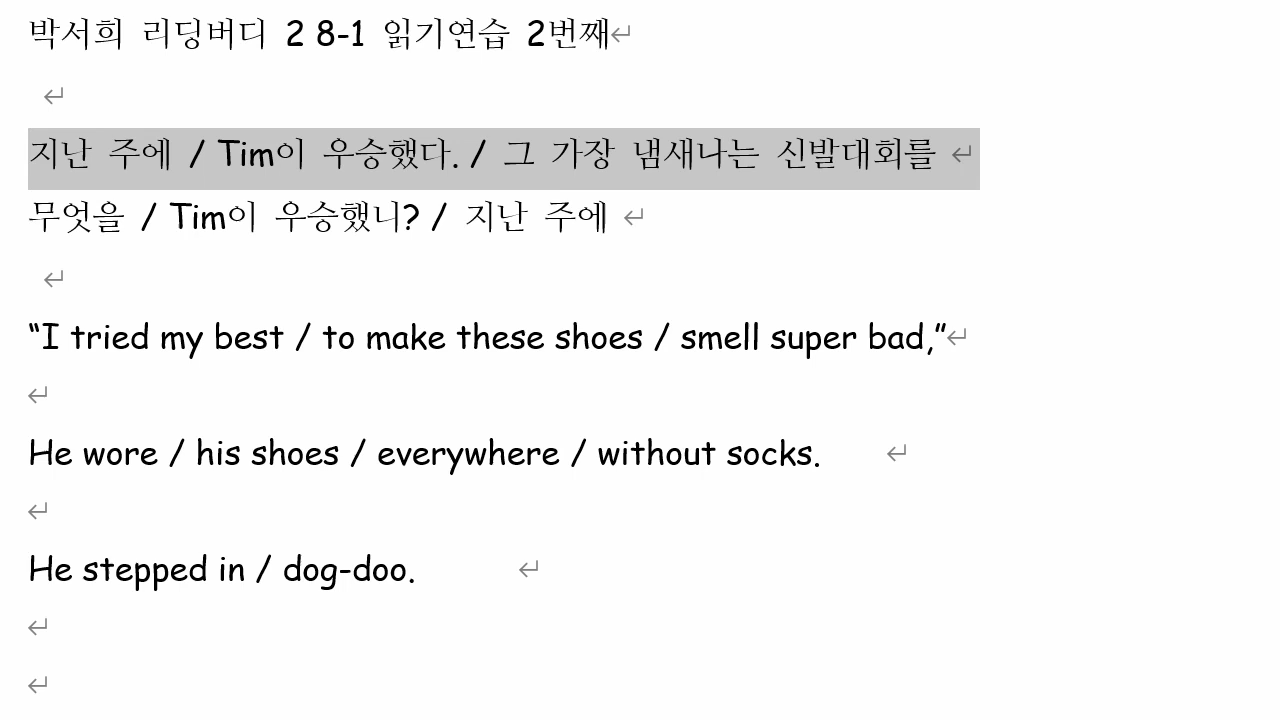 박서희 리딩버디 2 8-1 읽기연습 2번째
지난 주에 / Tim이 우승했다. / 그 가장 냄새나는 신발대회를
무엇을 / Tim이 우승했니? / 지난 주에
“I tried my best / to make these shoes / smell super bad,”
He wore / his shoes / everywhere / without socks.
He stepped in / dog-doo.